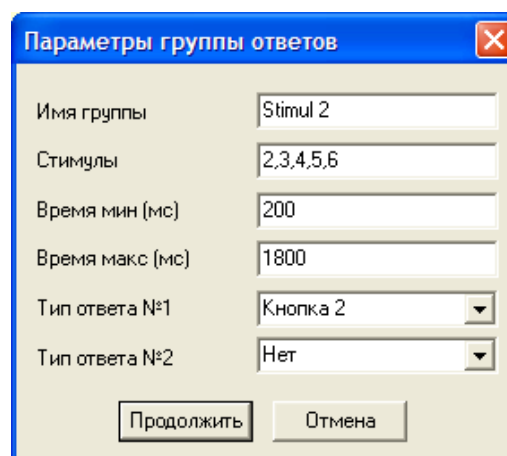 Параметры группы ответов
Имя группы Stimul 2
Стимулы 2,3,4,5,6
Время мин (мс) 200
Время макс (мс) 1800
Тип ответа №1 Кнопка 2
Тип ответа №2 Нет
Продолжить Отмена